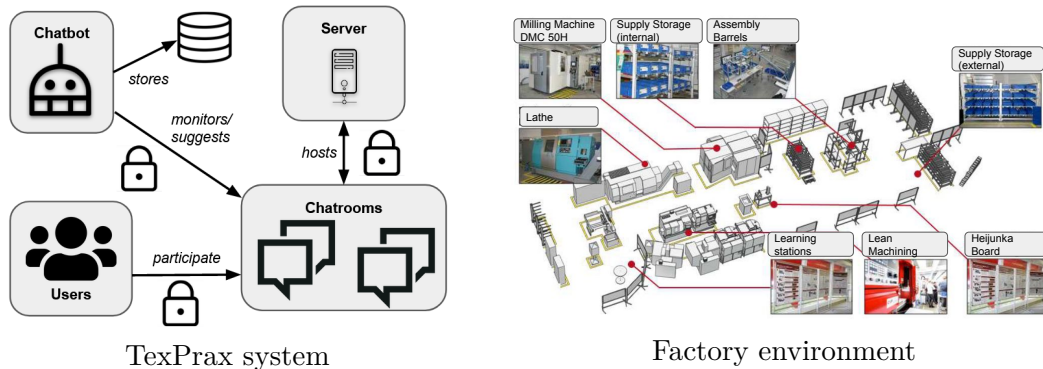 Chatbot
stores
Server
monitors/
suggests
hosts
Chatrooms
Users
participate
TexPrax system
Milling Machine
DMC 50H
Supply Storage
(internal)
Assembly
Barrels
Supply Storage
(external)
Lathe
Learning
stations
Lean
Machining
Heijunka
Board
Factory environment